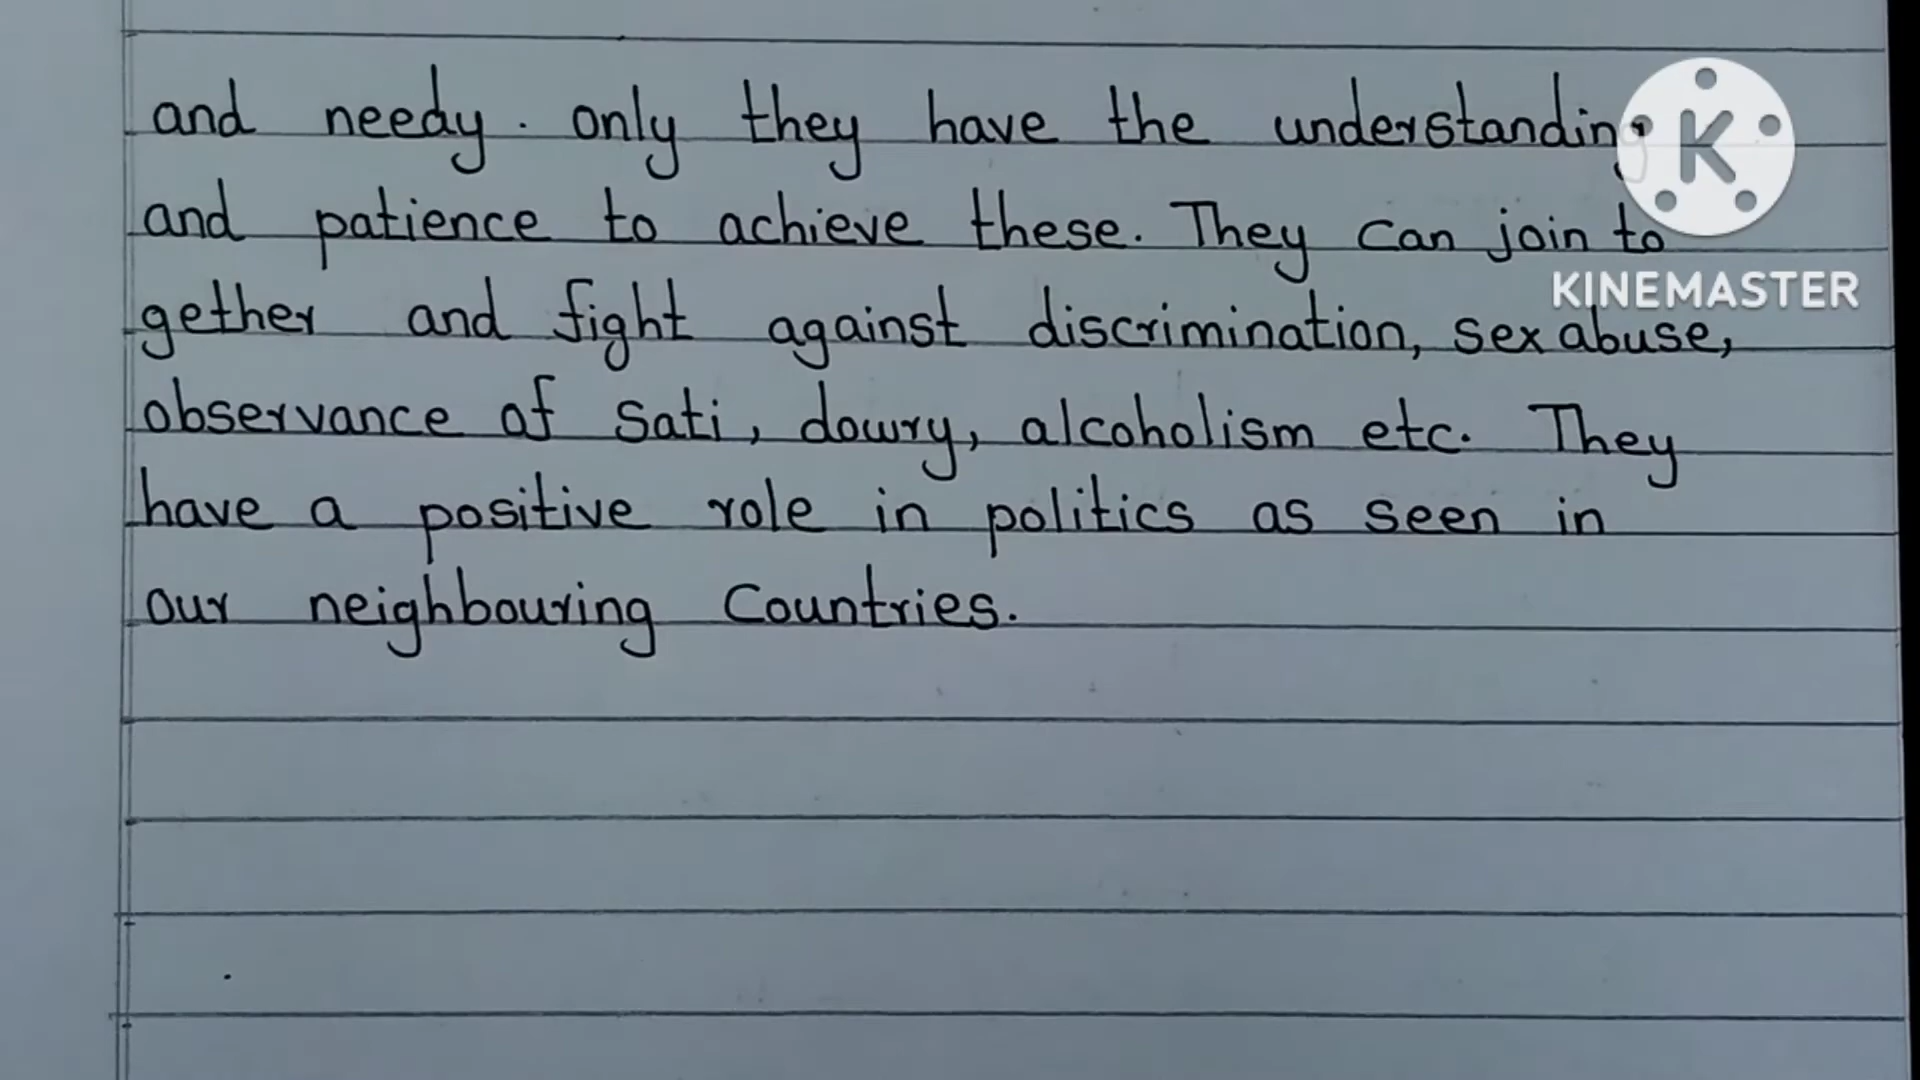 and needy. only they have the understanding
K
and patience to achieve these. They can join to
KINEMASTER
gether and fight against discrimination, sex abuse,
observance of Sati, dowry, alcoholism etc. They
have a positive role in politics as seen in
our neighbouring Countries.